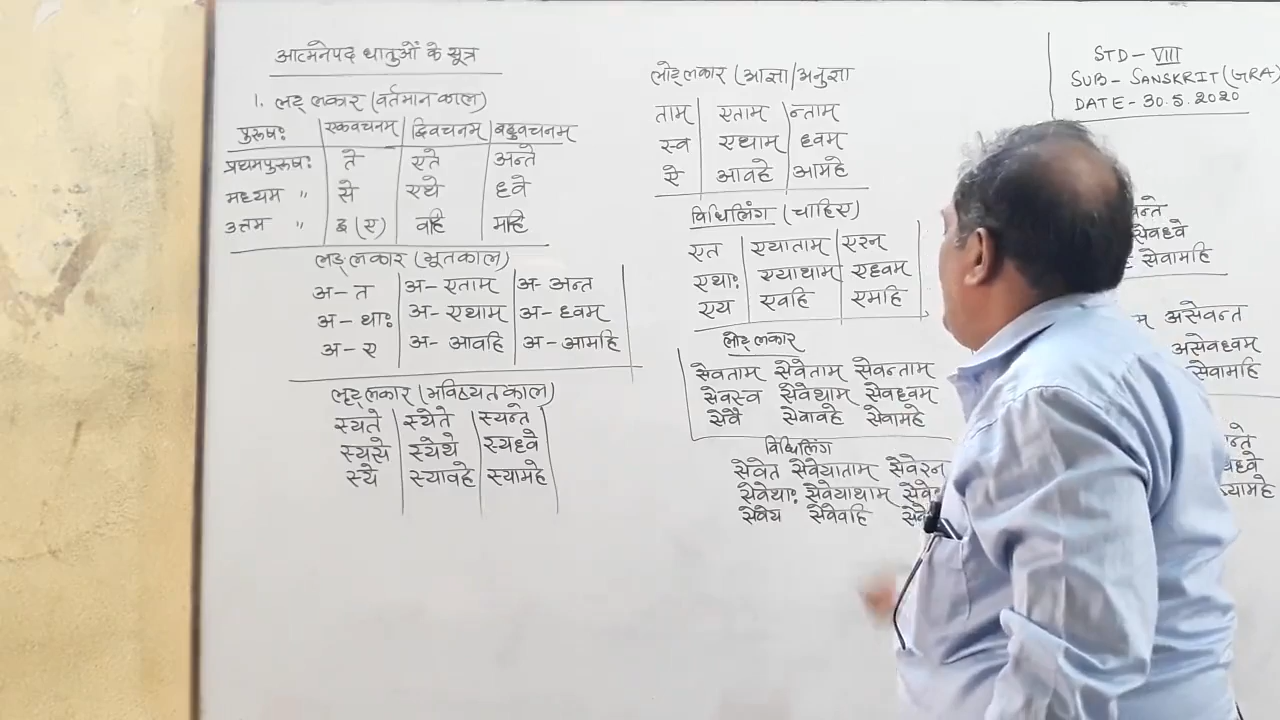 आत्मनेपद धातुओं के सूत्र
1. लट् लकार (वर्तमान काल)
पुरूषः एकवचनम् द्विवचनम् बहुवचनम्
प्रथमपुरूषः ते एते अन्ते
मध्यम " से एथे ध्वे
उत्तम " इ (ए) वहि महि
लङ् लकार (भूतकाल)
अ - त अ - एताम अ - अन्त
अ - थाः अ - एथाम अ - ध्वम
अ - ए अ - आवहि अ - आमहि
लृट् लकार (भविष्यत काल)
स्यते स्येते स्यन्ते
स्यसे स्येथे स्यध्वे
स्ये स्यावहे स्यामहे
लोट् लकार (आज्ञा/अनुज्ञा
ताम एताम न्ताम
स्व एथाम ध्वम
ऐ आवहे आमहे
विधिलिंग (चाहिए)
एत एयाताम एरन
एथाः एयाथाम एध्वम
एय एवहि एमहि
लोट् लकार
सेवताम सेवेताम सेवन्ताम
सेवस्व सेवेथाम सेवध्वम
सेवै सेवावहे सेवामहे
विधिलिंग
सेवेत सेवेयाताम सेवेरन
सेवेयाः सेवेयाथाम
सेवेय सेवेवहि
STD - VIII
SUB - SANSKRIT (GRA)
DATE - 30.5.2020
न्ते
सेवध्वे
सेवामहि
असेवन्त
असेवध्वम
सेवामहि
न्ते
यध्वे
यामहे